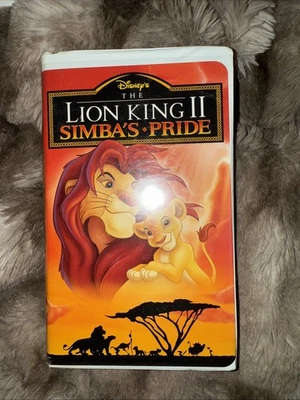 Disney's
THE
LION KING II
SIMBA'S • PRIDE